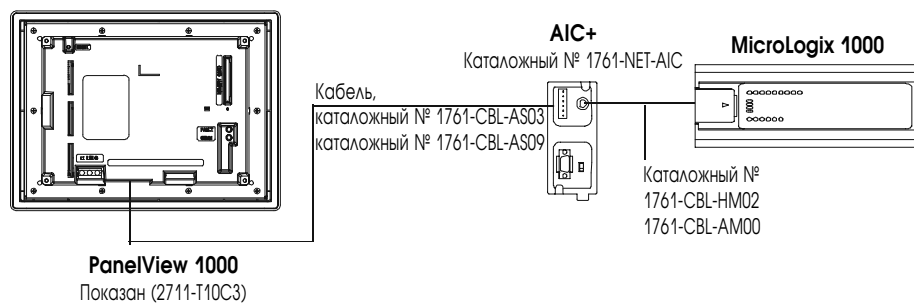 AIC+
Каталожный № 1761-NET-AIC
MicroLogix 1000
Кабель,
каталожный № 1761-CBL-AS03
каталожный № 1761-CBL-AS09
Каталожный №
1761-CBL-HM02
1761-CBL-AM00
PanelView 1000
Показан (2711-T10C3)